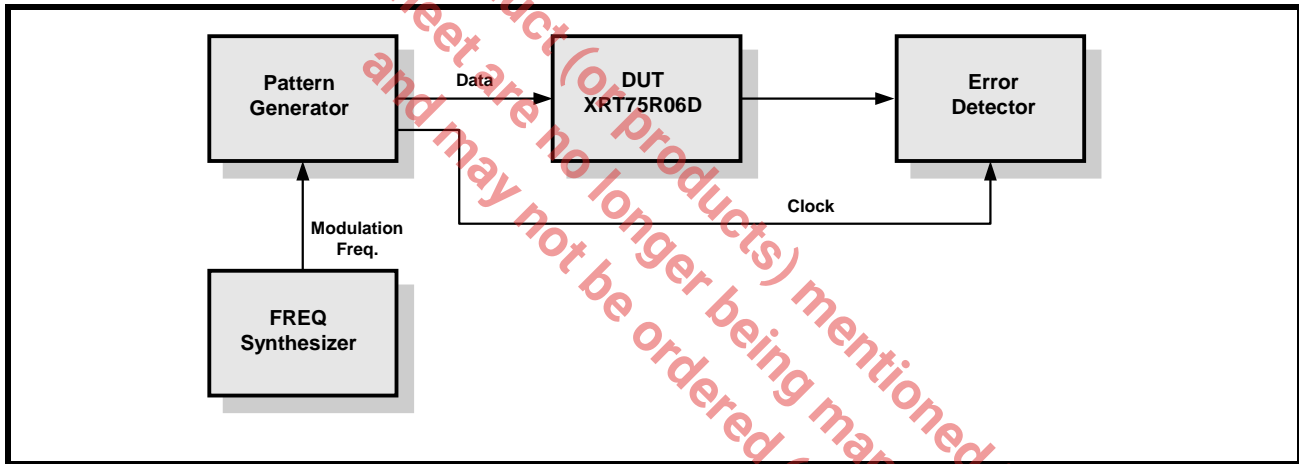 Pattern
Generator
Data
DUT
XRT75R06D
Error
Detector
Clock
Modulation
Freq.
FREQ
Synthesizer
uct (or products) mentioned
eet are no longer being man
and may not be ordered (